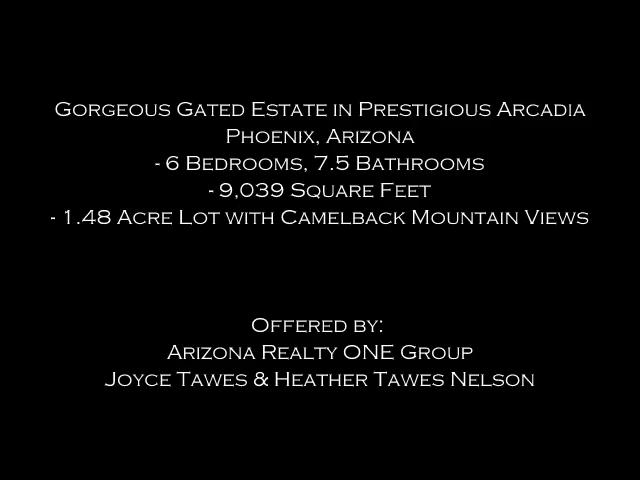 Gorgeous Gated Estate in Prestigious Arcadia
Phoenix, Arizona
- 6 Bedrooms, 7.5 Bathrooms
- 9,039 Square Feet
- 1.48 Acre Lot with Camelback Mountain Views
Offered by:
Arizona Realty ONE Group
Joyce Tawes & Heather Tawes Nelson